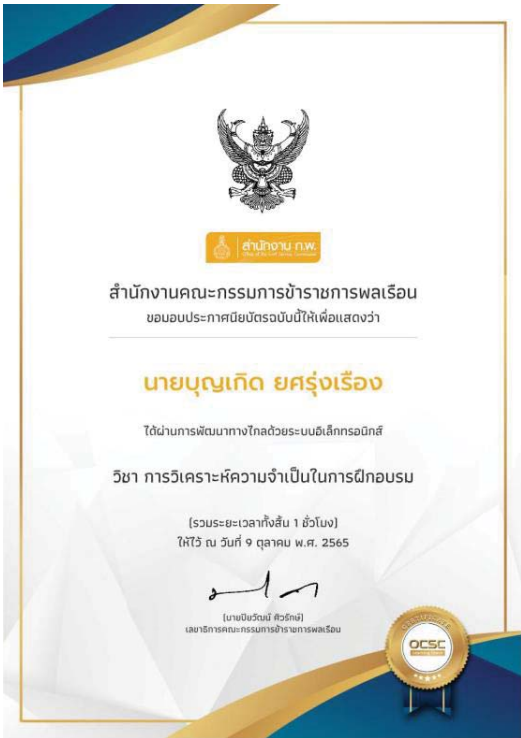 สำนักงาน ก.พ.
สำนักงานคณะกรรมการข้าราชการพลเรือน
ขอมอบประกาศนียบัตรฉบับนี้ให้เพื่อแสดงว่า
นายบุญเกิด ยศรุ่งเรือง
ได้ผ่านการพัฒนาทางไกลด้วยระบบอิเล็กทรอนิกส์
วิชา การวิเคราะห์ความจำเป็นในการฝึกอบรม
(รวมระยะเวลาทั้งสิ้น 1 ชั่วโมง)
ให้ไว้ ณ วันที่ 9 ตุลาคม พ.ศ. 2565
(นายปิยวัฒน์ ศิวรักษ์)
เลขาธิการคณะกรรมการข้าราชการพลเรือน
CERTIFICATE
OCSC